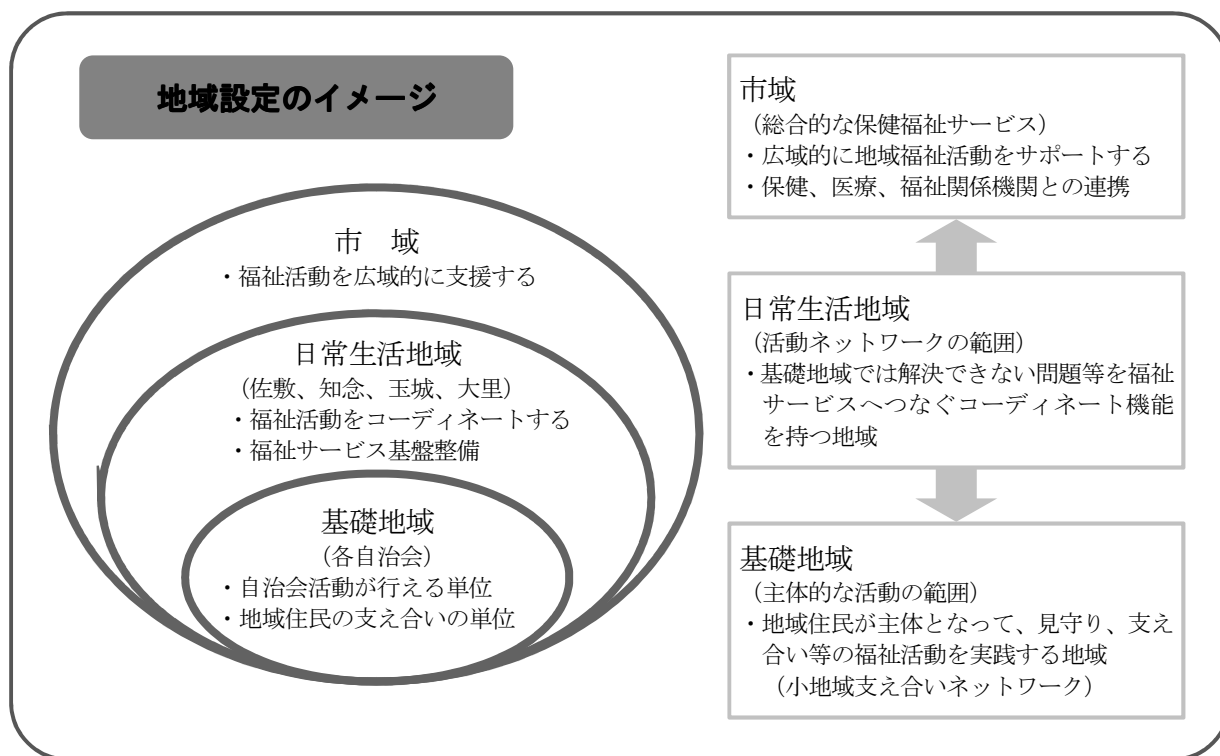 地域設定のイメージ
市　域
・福祉活動を広域的に支援する
日常生活地域
（佐敷、知念、玉城、大里）
・福祉活動をコーディネートする
・福祉サービス基盤整備
基礎地域
（各自治会）
・自治会活動が行える単位
・地域住民の支え合いの単位
市域
（総合的な保健福祉サービス）
・広域的に地域福祉活動をサポートする
・保健、医療、福祉関係機関との連携
日常生活地域
（活動ネットワークの範囲）
・基礎地域では解決できない問題等を福祉
サービスへつなぐコーディネート機能
を持つ地域
基礎地域
（主体的な活動の範囲）
・地域住民が主体となって、見守り、支え
合い等の福祉活動を実践する地域
（小地域支え合いネットワーク）